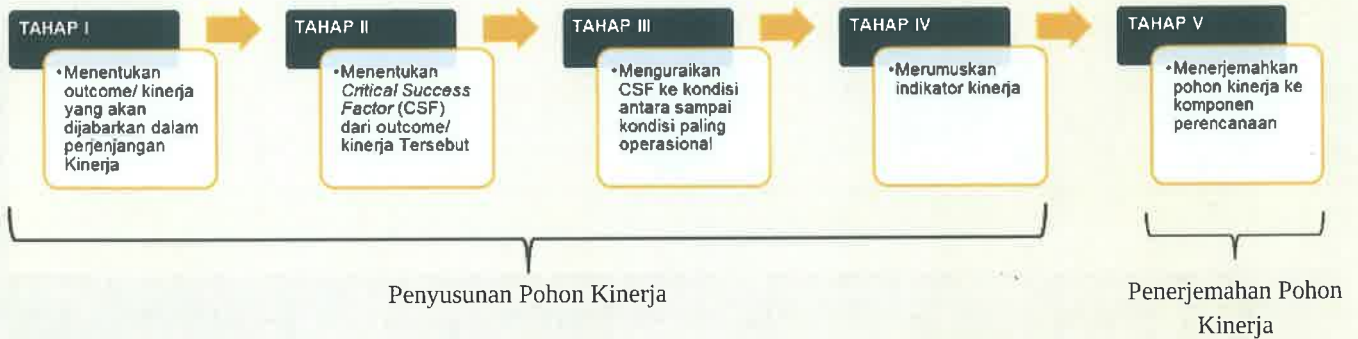 TAHAP I
•Menentukan
outcome/ kinerja
yang akan
dijabarkan dalam
perjenjangan
Kinerja
TAHAP II
•Menentukan
Critical Success
Factor (CSF)
dari outcome/
kinerja Tersebut
TAHAP III
•Menguraikan
CSF ke kondisi
antara sampai
kondisi paling
operasional
TAHAP IV
•Merumuskan
indikator kinerja
TAHAP V
•Menerjemahkan
pohon kinerja ke
komponen
perencanaan
Penyusunan Pohon Kinerja
Penerjemahan Pohon
Kinerja